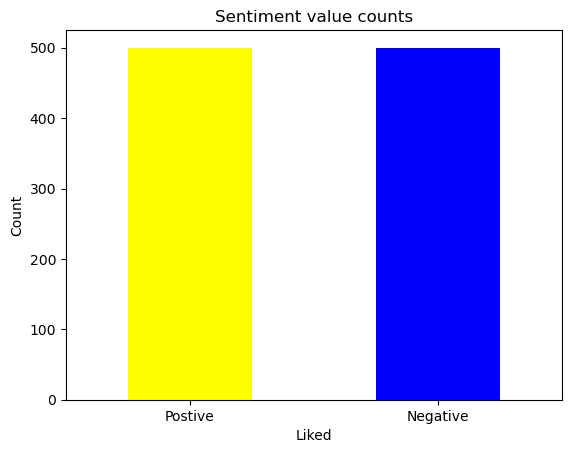 Sentiment value counts
500
400
300
200
100
0
Count
Postive
Negative
Liked